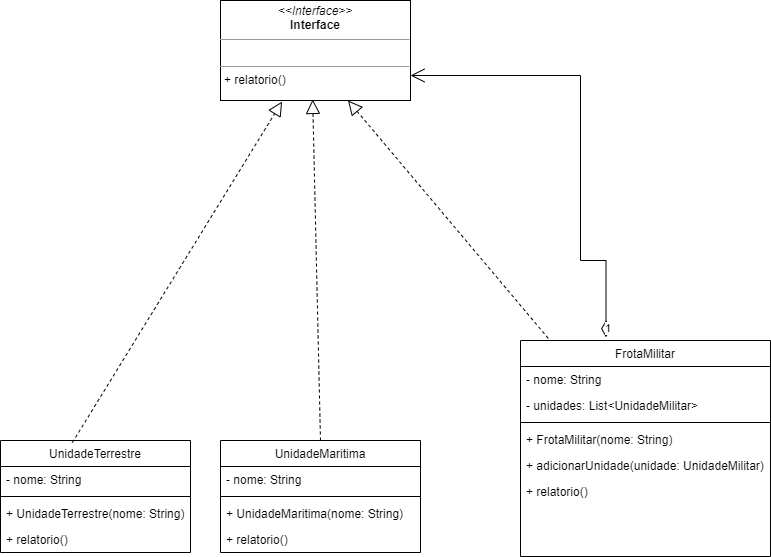 <<Interface>>
Interface
+ relatorio()
1
FrotaMilitar
- nome: String
- unidades: List<UnidadeMilitar>
+ FrotaMilitar(nome: String)
+ adicionarUnidade(unidade: UnidadeMilitar)
+ relatorio()
UnidadeTerrestre
- nome: String
+ UnidadeTerrestre(nome: String)
+ relatorio()
UnidadeMaritima
- nome: String
+ UnidadeMaritima(nome: String)
+ relatorio()